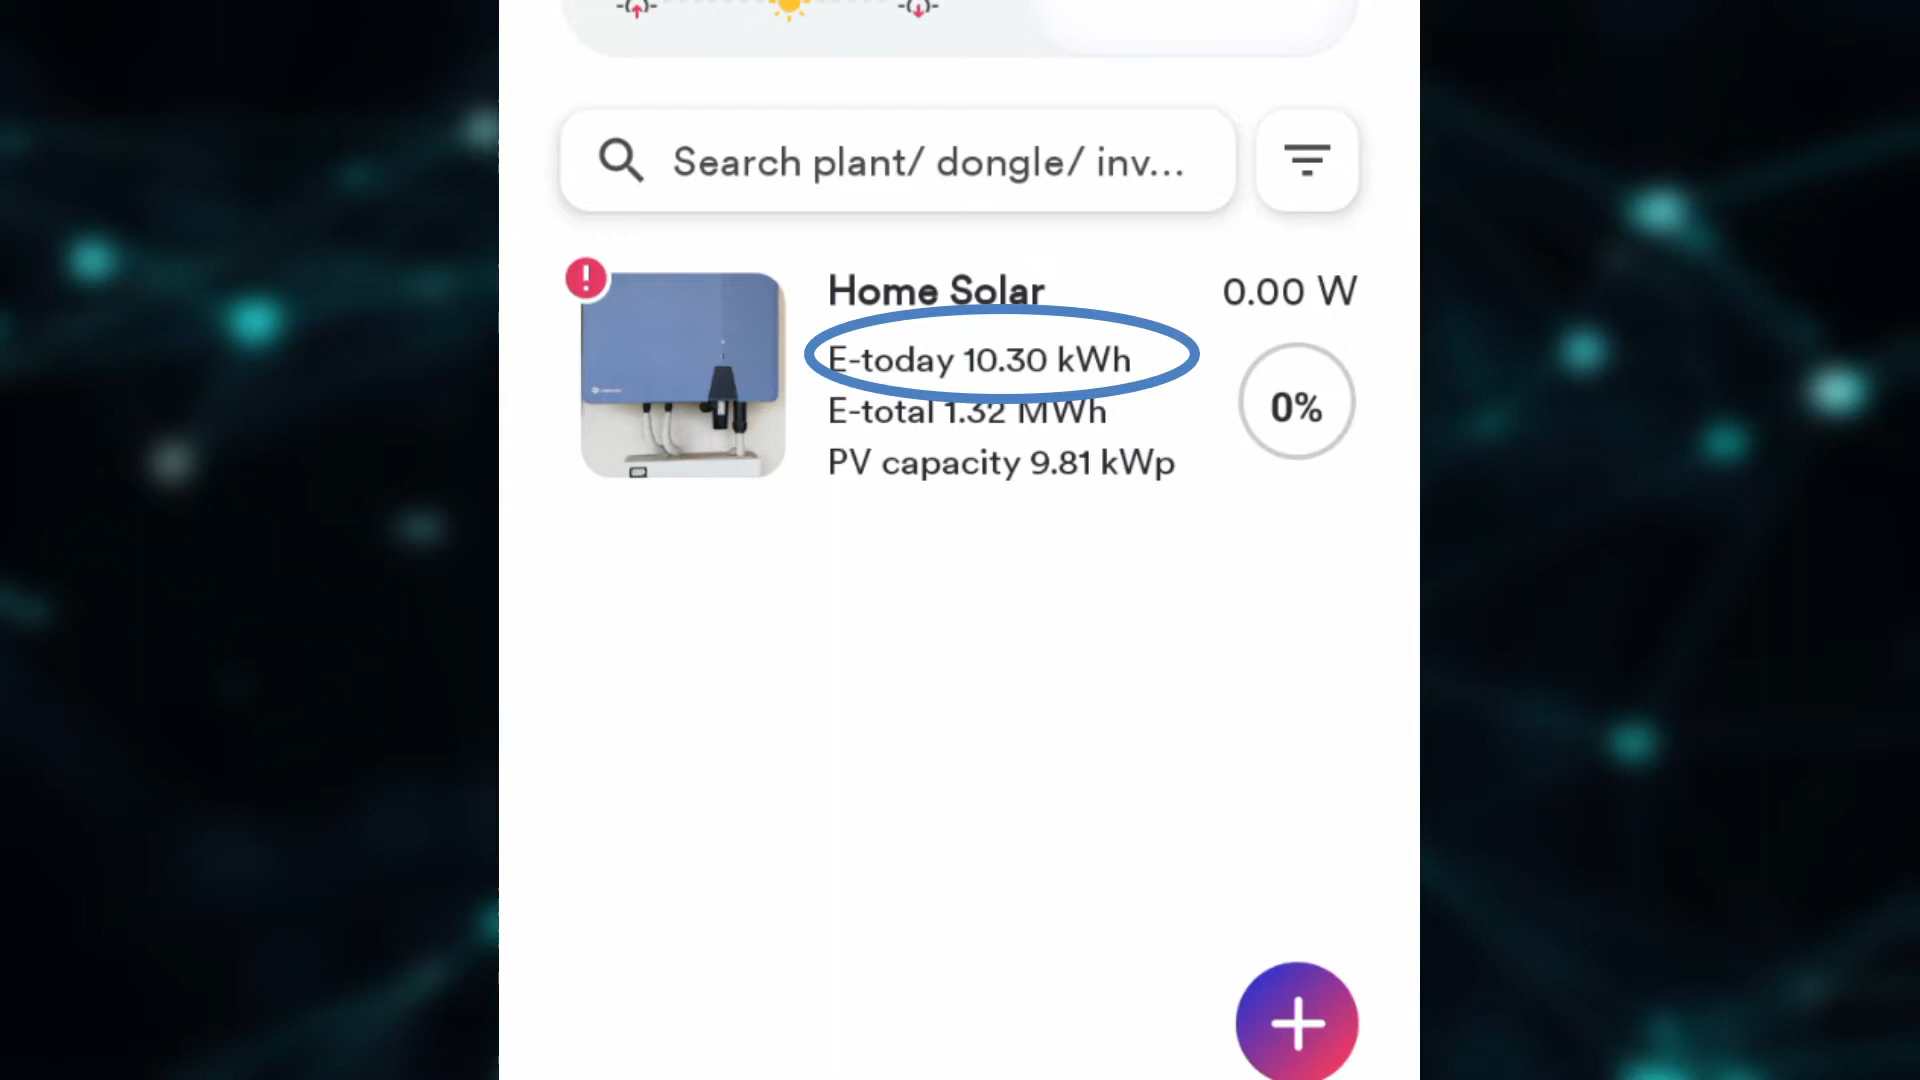 Search plant/ dongle/ inv...
Home Solar
0.00 W
E-today 10.30 kWh
E-total 1.32 MWh
0%
PV capacity 9.81 kWp